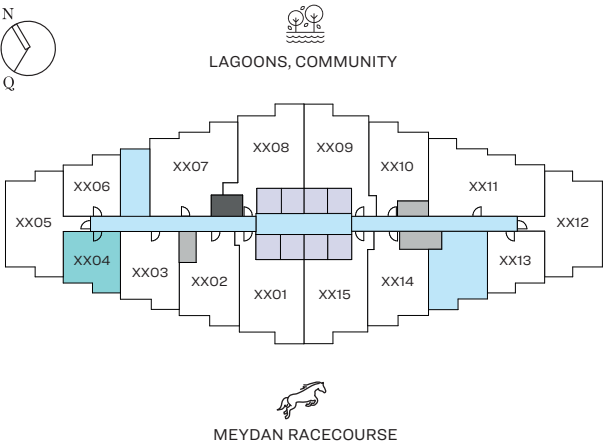 N
Q
LAGOONS, COMMUNITY
XX08
XX09
XX07
XX10
XX06
XX11
XX05
XX12
XX04
XX03
XX02
XX01
XX15
XX14
XX13
MEYDAN RACECOURSE